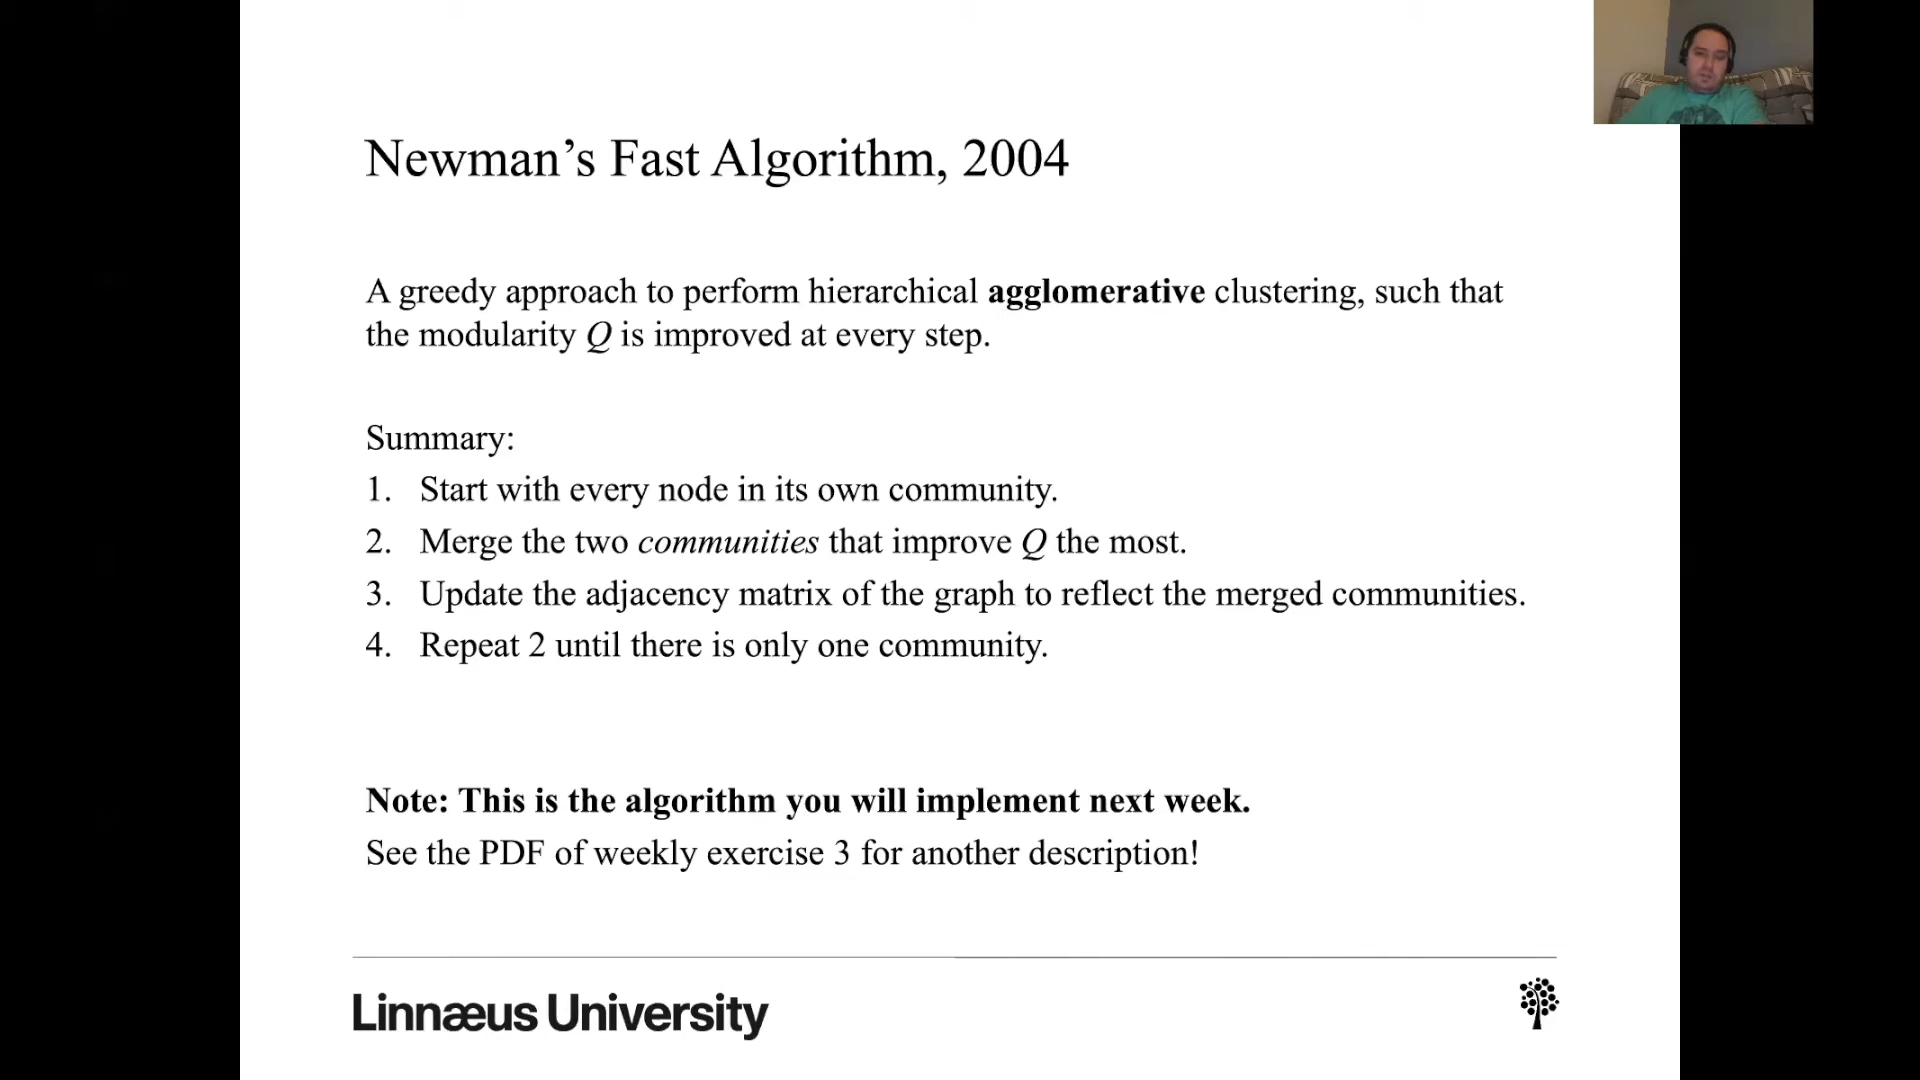 Newman’s Fast Algorithm, 2004
A greedy approach to perform hierarchical agglomerative clustering, such that
the modularity Q is improved at every step.
Summary:
1. Start with every node in its own community.
2. Merge the two communities that improve Q the most.
3. Update the adjacency matrix of the graph to reflect the merged communities.
4. Repeat 2 until there is only one community.
Note: This is the algorithm you will implement next week.
See the PDF of weekly exercise 3 for another description!
Linnæus University